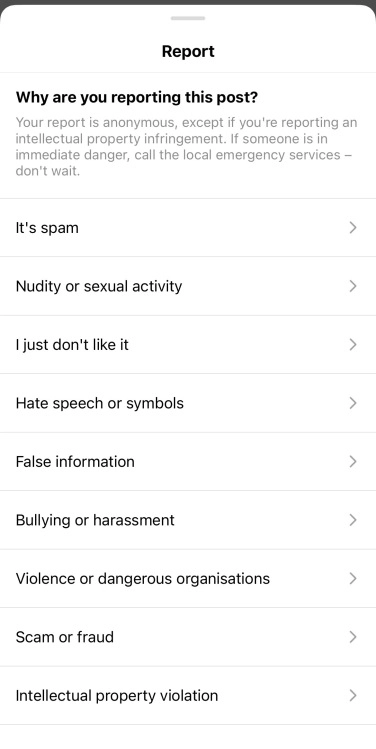 Report
Why are you reporting this post?
Your report is anonymous, except if you're reporting an
intellectual property infringement. If someone is in
immediate danger, call the local emergency services –
don't wait.
It's spam
Nudity or sexual activity
I just don't like it
Hate speech or symbols
False information
Bullying or harassment
Violence or dangerous organisations
Scam or fraud
Intellectual property violation